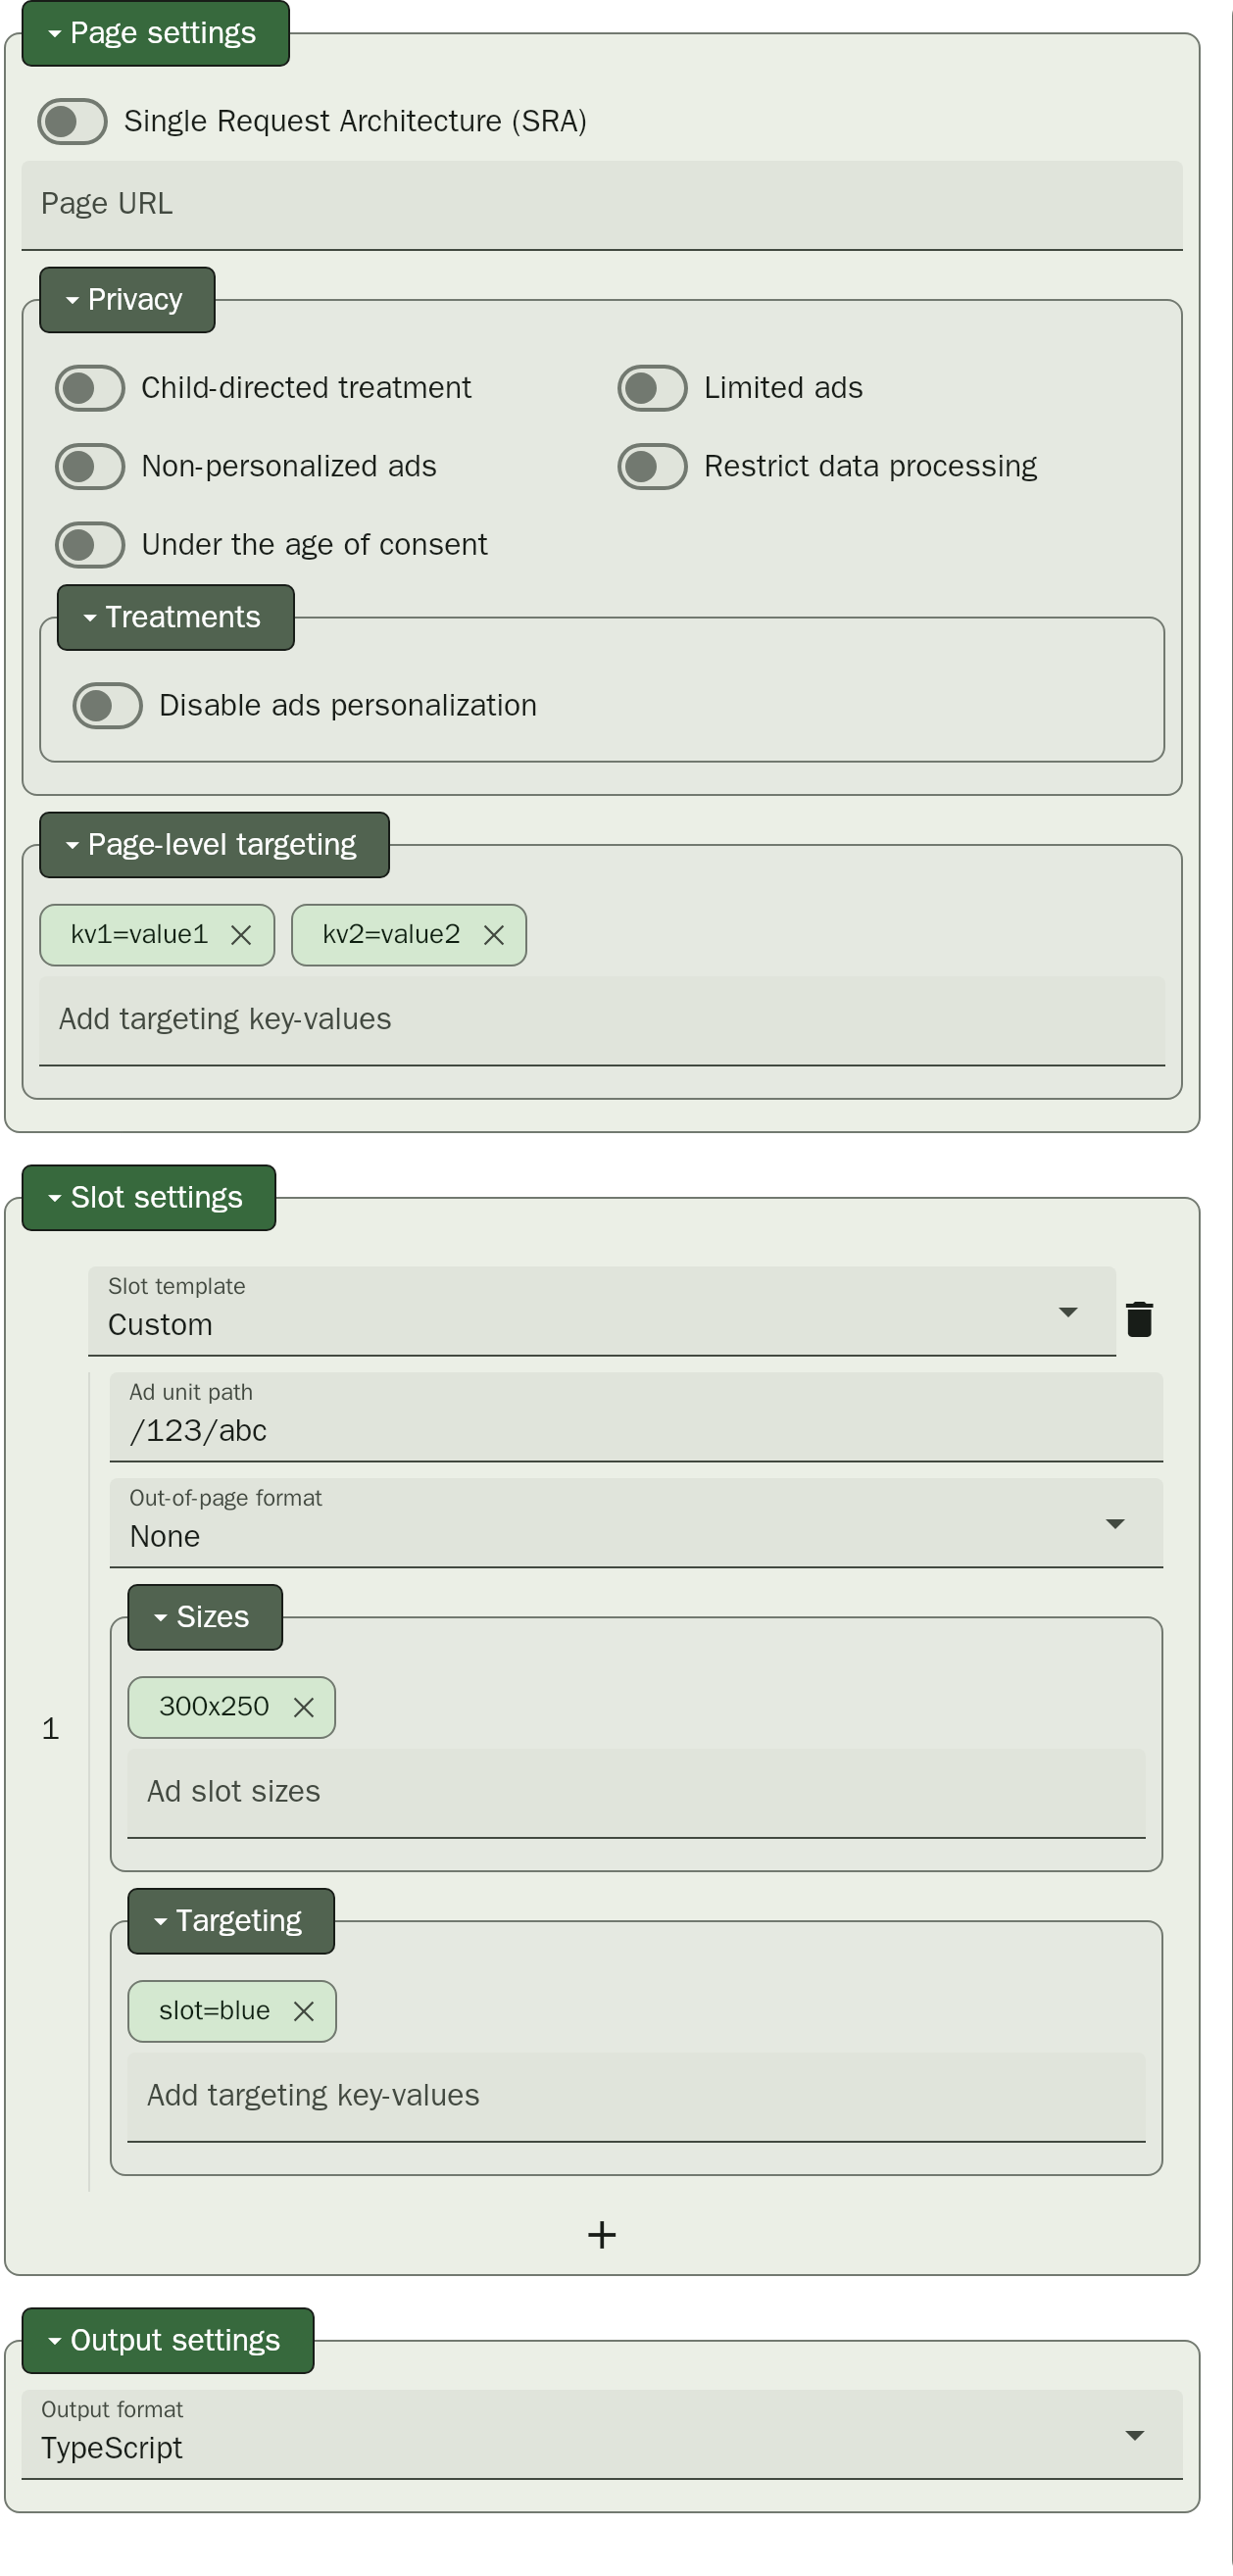 Page settings
Single Request Architecture (SRA)
Page URL
Privacy
Child-directed treatment
Limited ads
Non-personalized ads
Restrict data processing
Under the age of consent
Treatments
Disable ads personalization
Page-level targeting
kv1=value1
kv2=value2
Add targeting key-values
Slot settings
Slot template
Custom
Ad unit path
/123/abc
Out-of-page format
None
Sizes
300x250
1
Ad slot sizes
Targeting
slot=blue
Add targeting key-values
Output settings
Output format
TypeScript